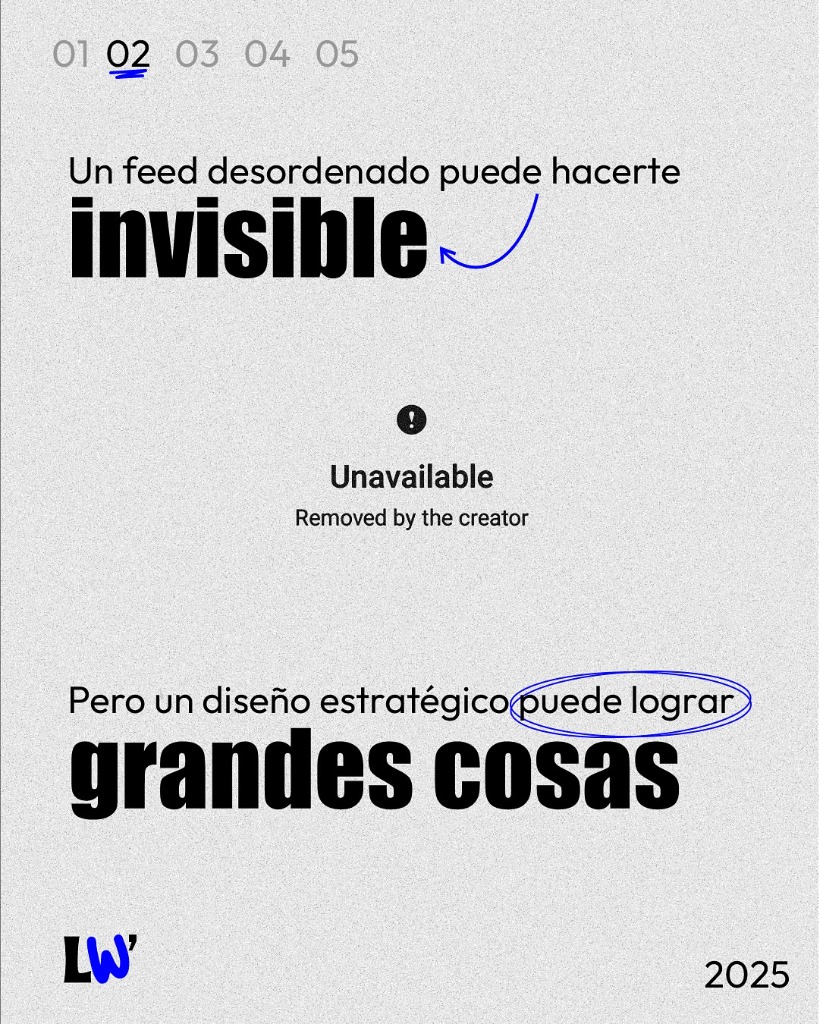 01 02 03 04 05
Un feed desordenado puede hacerte
invisible
!
Unavailable
Removed by the creator
Pero un diseño estratégico puede lograr
grandes cosas
LW’
2025